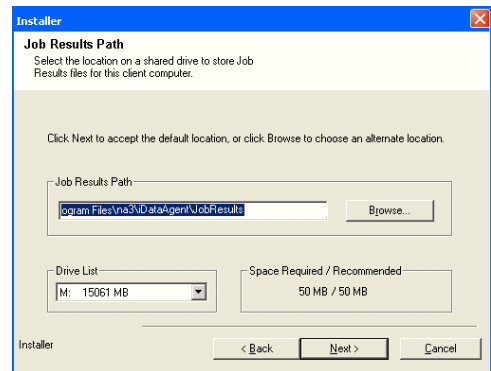 Installer
Job Results Path
Select the location on a shared drive to store Job
Results files for this client computer.
Click Next to accept the default location, or click Browse to choose an alternate location.
Job Results Path
ogram Files\na3\iDataAgent\JobResults
Browse...
Drive List
M: 15061 MB
Space Required / Recommended
50 MB / 50 MB
Installer
< Back
Next >
Cancel